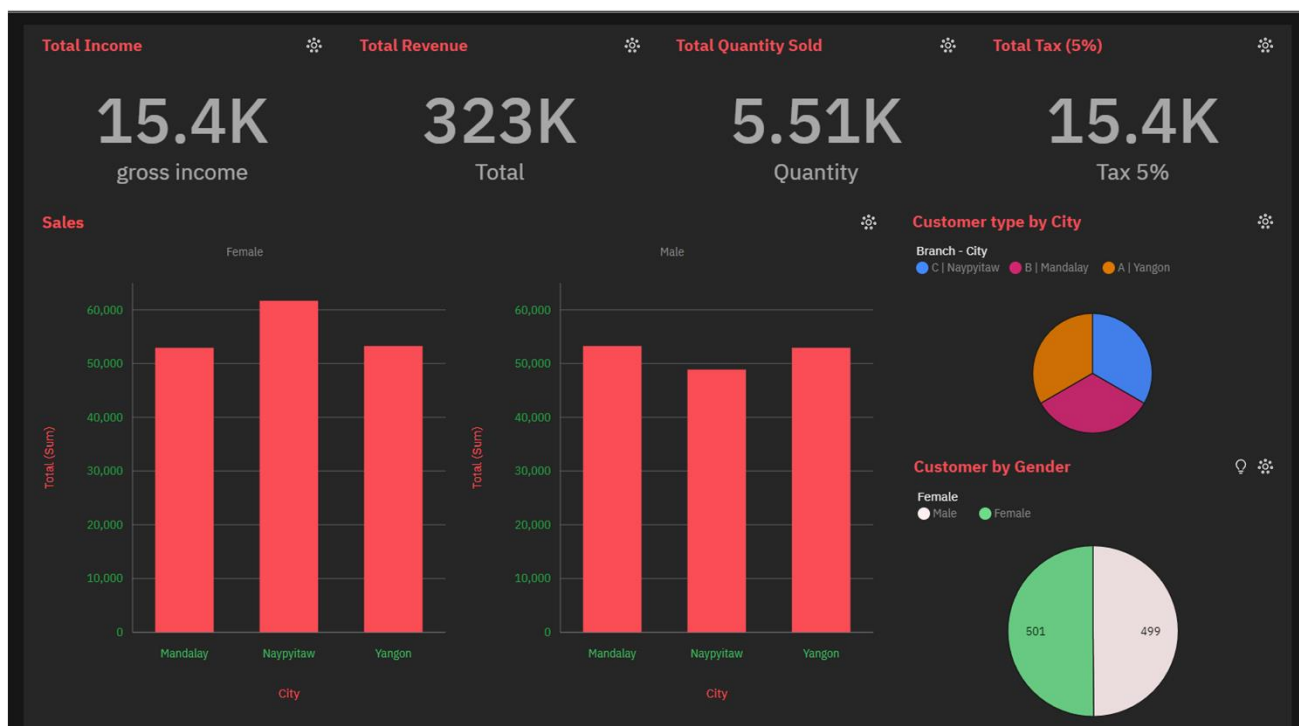 Total Income
15.4K
gross income
Total Revenue
323K
Total
Total Quantity Sold
5.51K
Quantity
Total Tax (5%)
15.4K
Tax 5%
Sales
Female
60,000
50,000
40,000
30,000
20,000
10,000
0
Total (Sum)
Mandalay Naypyitaw Yangon
City
Male
60,000
50,000
40,000
30,000
20,000
10,000
0
Total (Sum)
Mandalay Naypyitaw Yangon
City
Customer type by City
Branch - City
C | Naypyitaw B | Mandalay A | Yangon
Customer by Gender
Female
Male Female
501 499